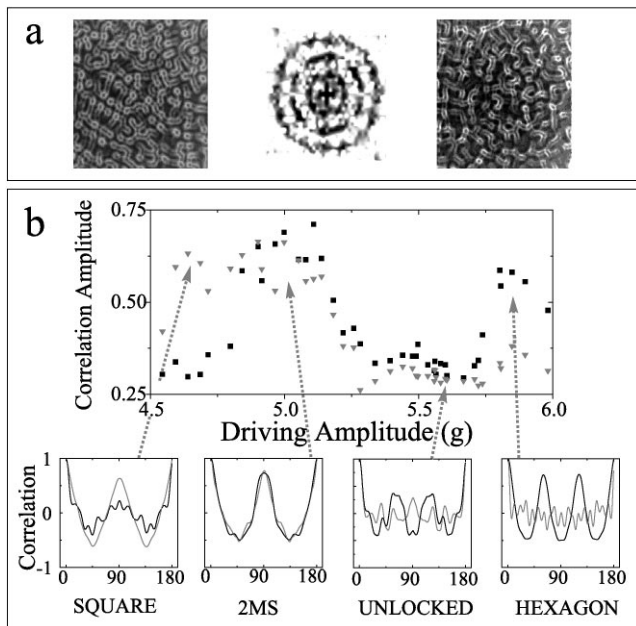 a
b
Correlation Amplitude
0.75
0.50
0.25
4.5 5.0 5.5 6.0
Driving Amplitude (g)
Correlation
1
0
-1
0 90 180 0 90 180 0 90 180 0 90 180
SQUARE 2MS UNLOCKED HEXAGON